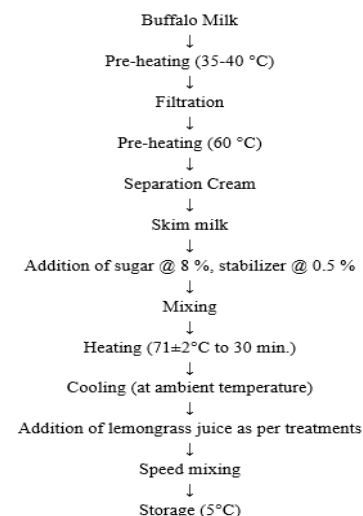 Buffalo Milk
↓
Pre-heating (35-40 °C)
↓
Filtration
↓
Pre-heating (60 °C)
↓
Separation Cream
↓
Skim milk
↓
Addition of sugar @ 8 %, stabilizer @ 0.5 %
↓
Mixing
↓
Heating (71±2°C to 30 min.)
↓
Cooling (at ambient temperature)
↓
Addition of lemongrass juice as per treatments
↓
Speed mixing
↓
Storage (5°C)